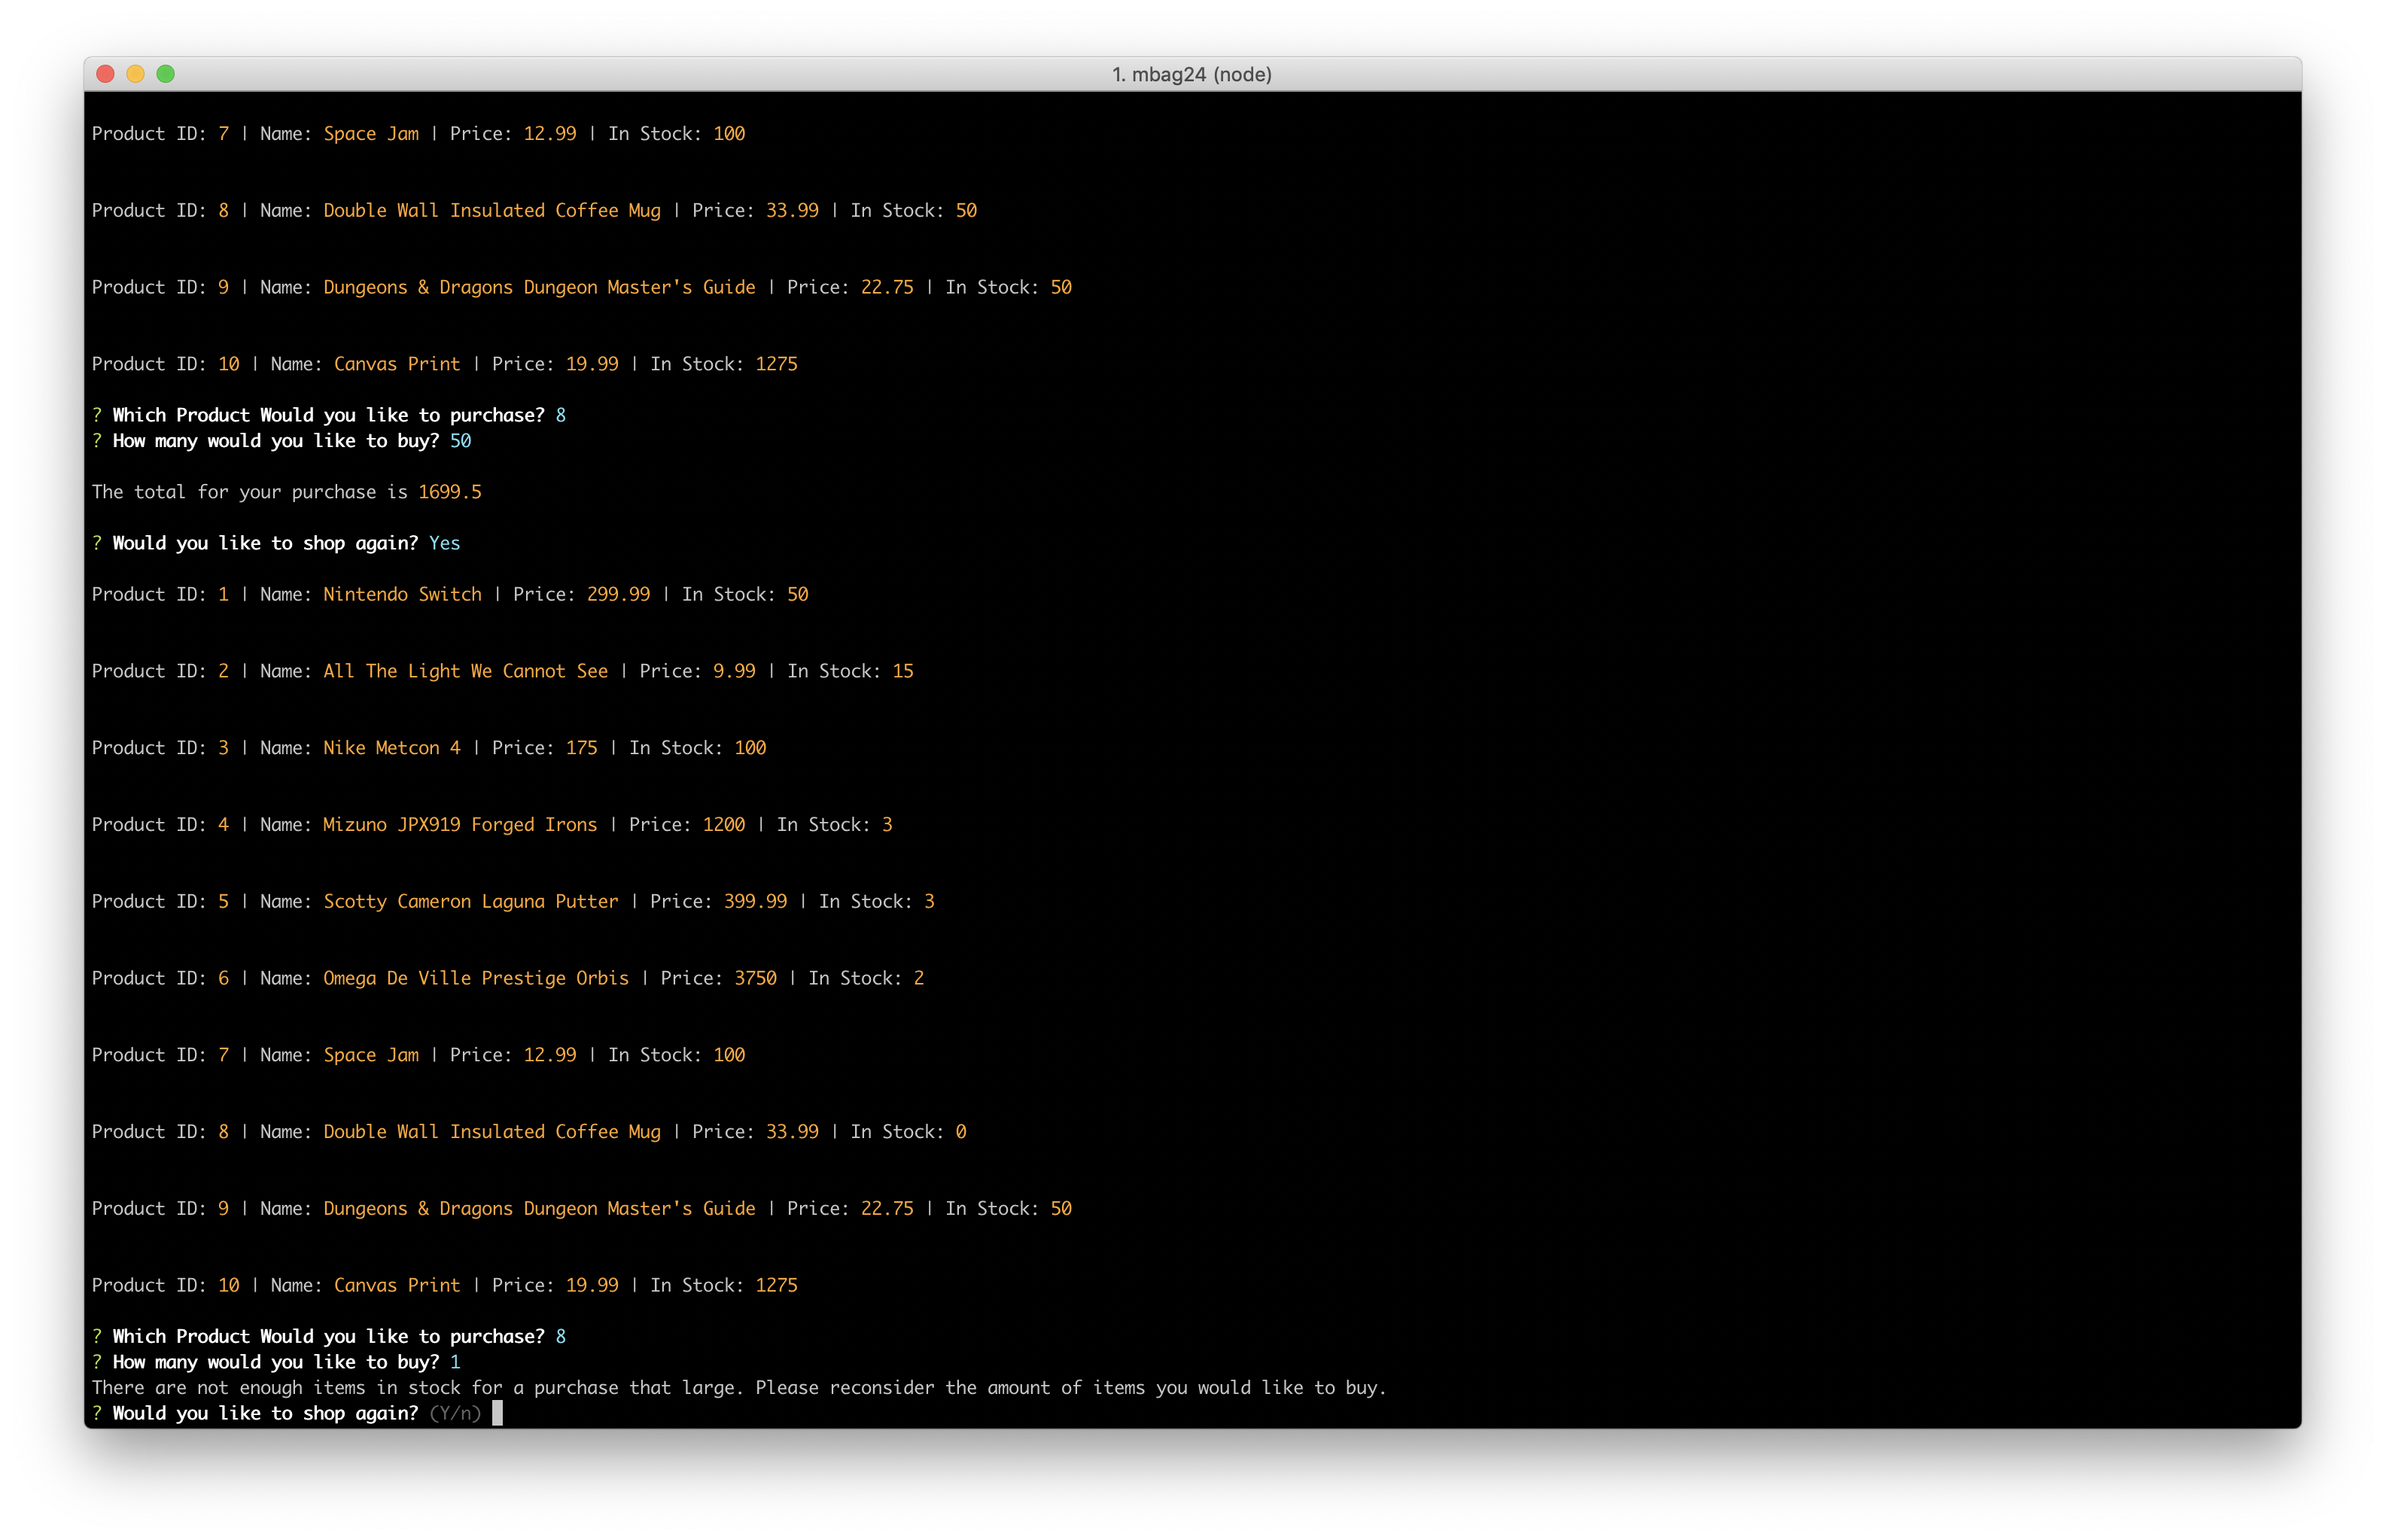 1. mbag24 (node)
Product ID: 7 | Name: Space Jam | Price: 12.99 | In Stock: 100
Product ID: 8 | Name: Double Wall Insulated Coffee Mug | Price: 33.99 | In Stock: 50
Product ID: 9 | Name: Dungeons & Dragons Dungeon Master's Guide | Price: 22.75 | In Stock: 50
Product ID: 10 | Name: Canvas Print | Price: 19.99 | In Stock: 1275
? Which Product Would you like to purchase? 8
? How many would you like to buy? 50
The total for your purchase is 1699.5
? Would you like to shop again? Yes
Product ID: 1 | Name: Nintendo Switch | Price: 299.99 | In Stock: 50
Product ID: 2 | Name: All The Light We Cannot See | Price: 9.99 | In Stock: 15
Product ID: 3 | Name: Nike Metcon 4 | Price: 175 | In Stock: 100
Product ID: 4 | Name: Mizuno JPX919 Forged Irons | Price: 1200 | In Stock: 3
Product ID: 5 | Name: Scotty Cameron Laguna Putter | Price: 399.99 | In Stock: 3
Product ID: 6 | Name: Omega De Ville Prestige Orbis | Price: 3750 | In Stock: 2
Product ID: 7 | Name: Space Jam | Price: 12.99 | In Stock: 100
Product ID: 8 | Name: Double Wall Insulated Coffee Mug | Price: 33.99 | In Stock: 0
Product ID: 9 | Name: Dungeons & Dragons Dungeon Master's Guide | Price: 22.75 | In Stock: 50
Product ID: 10 | Name: Canvas Print | Price: 19.99 | In Stock: 1275
? Which Product Would you like to purchase? 8
? How many would you like to buy? 1
There are not enough items in stock for a purchase that large. Please reconsider the amount of items you would like to buy.
? Would you like to shop again? (Y/n)